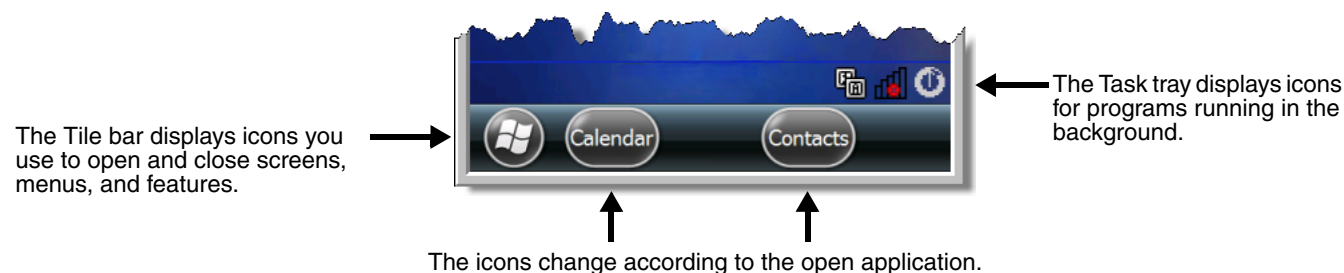 The Tile bar displays icons you
use to open and close screens,
menus, and features.
Calendar
Contacts
The Task tray displays icons
for programs running in the
background.
The icons change according to the open application.